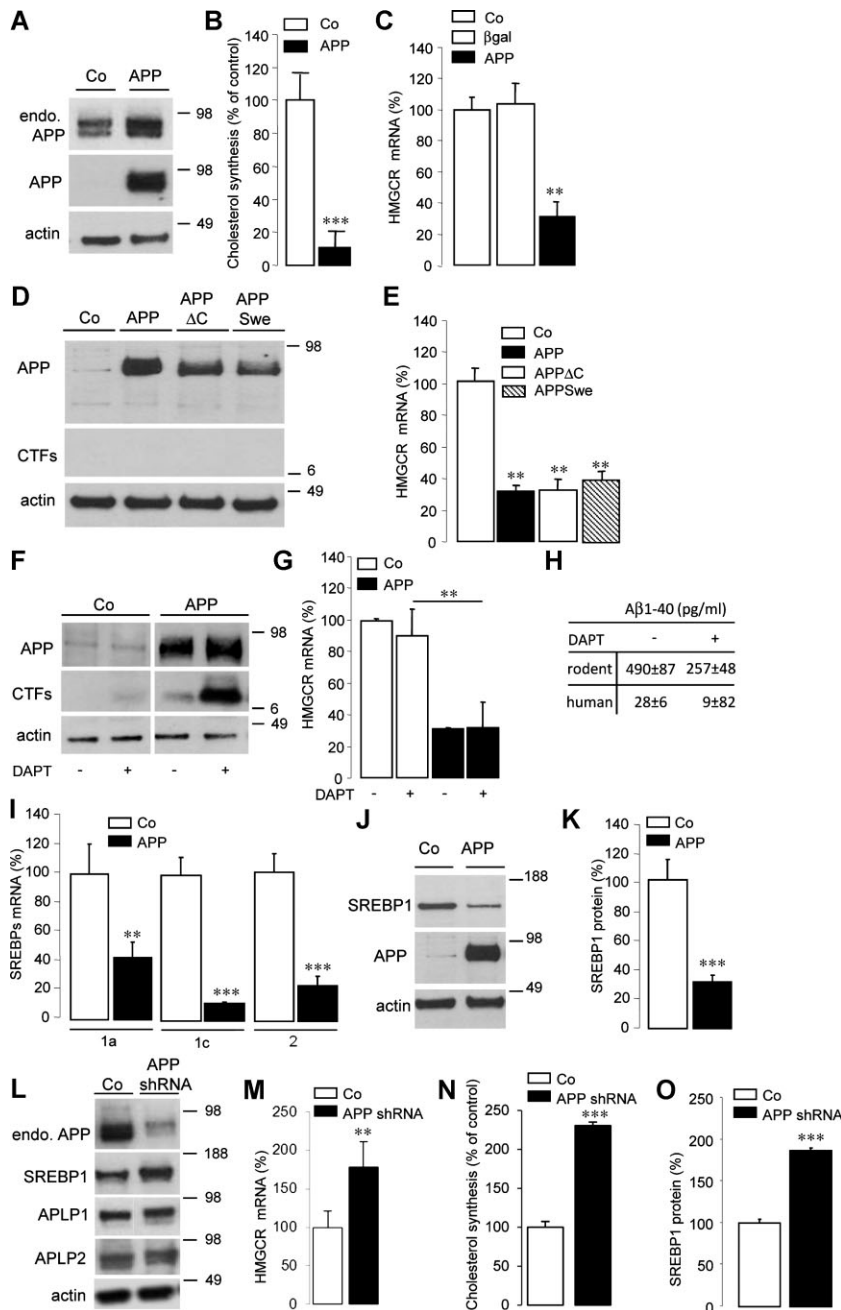 A
Co APP
endo. APP
98
APP
98
actin
49
B
Co
APP
Cholesterol synthesis (% of control)
140
120
100
80
60
40
20
0
***
C
Co
βgal
APP
HMGCR mRNA (%)
140
120
100
80
60
40
20
0
**
D
Co APP APP ΔC APP Swe
APP
98
CTFs
6
actin
49
E
Co
APP
APPΔC
APPSwe
HMGCR mRNA (%)
140
120
100
80
60
40
20
0
** ** **
F
Co APP
APP
98
CTFs
6
actin
49
DAPT - + - +
G
Co
APP
HMGCR mRNA (%)
140
120
100
80
60
40
20
0
**
DAPT - + - +
H
Aβ1-40 (pg/ml)
DAPT - +
rodent 490±87 257±48
human 28±6 9±82
I
Co
APP
SREBPs mRNA (%)
140
120
100
80
60
40
20
0
** *** ***
1a 1c 2
J
Co APP
188
SREBP1
APP
98
actin
49
K
Co
APP
SREBP1 protein (%)
140
120
100
80
60
40
20
0
***
L
Co APP shRNA
endo. APP
98
SREBP1
188
APLP1
98
APLP2
98
actin
49
M
Co
APP shRNA
HMGCR mRNA (%)
250
200
150
100
50
0
**
N
Co
APP shRNA
Cholesterol synthesis (% of control)
250
200
150
100
50
0
***
O
Co
APP shRNA
SREBP1 protein (%)
250
200
150
100
50
0
***